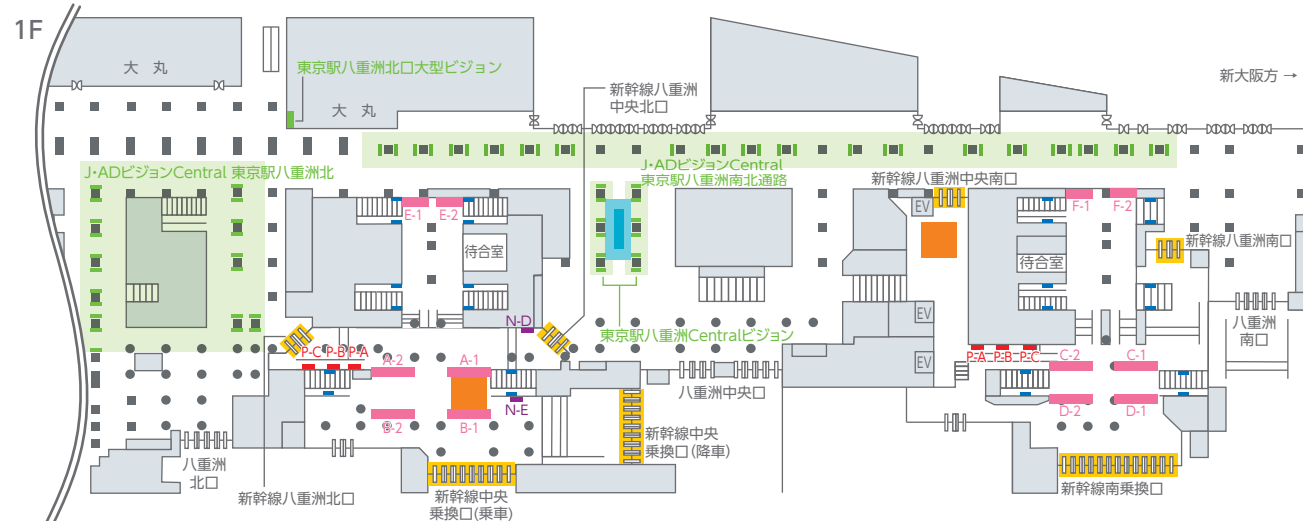 1F
大 丸
東京駅八重洲北口大型ビジョン
大 丸
新幹線八重洲
中央北口
新大阪方 →
J・ADビジョンCentral 東京駅八重洲北
J・ADビジョンCentral
東京駅八重洲南北通路
新幹線八重洲中央南口
E-1
E-2
EV
F-1
F-2
待合室
新幹線八重洲南口
待合室
N-D
東京駅八重洲Centralビジョン
EV
八重洲
南口
P-C
P-B
P-A
A-2
A-1
P-A
P-B
P-C
C-2
C-1
EV
八重洲中央口
N-E
B-2
B-1
D-2
D-1
新幹線中央
乗換口(降車)
八重洲
北口
新幹線八重洲北口
新幹線中央
乗換口(乗車)
新幹線南乗換口